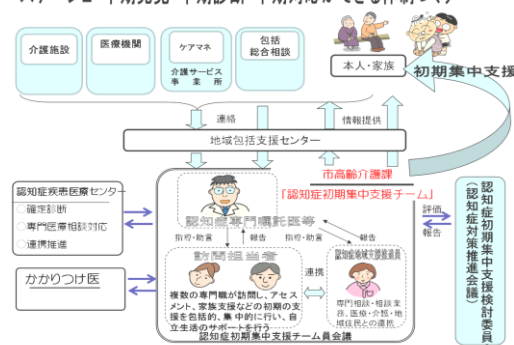 介護施設
医療機関
ケアマネ
介護サービス
事業所
包括
総合相談
本人・家族
初期集中支援
連絡
情報提供
地域包括支援センター
市高齢介護課
「認知症初期集中支援チーム」
認知症疾患医療センター
○確定診断
○専門医療相談対応
○連携推進
かかりつけ医
認知症専門嘱託医等
指導・助言
報告
指導・助言
報告
訪問担当者
複数の専門職が訪問し、アセス
メント、家族支援などの初期の支
援を包括的、集中的に行い、自
立生活のサポートを行う
連携
認知症地域支援推進員
専門相談・相談業
務、医療・介護・地
域住民との連携
認知症初期集中支援チーム員会議
評価
報告
認知症初期集中支援検討委員
（認知症対策推進会議）